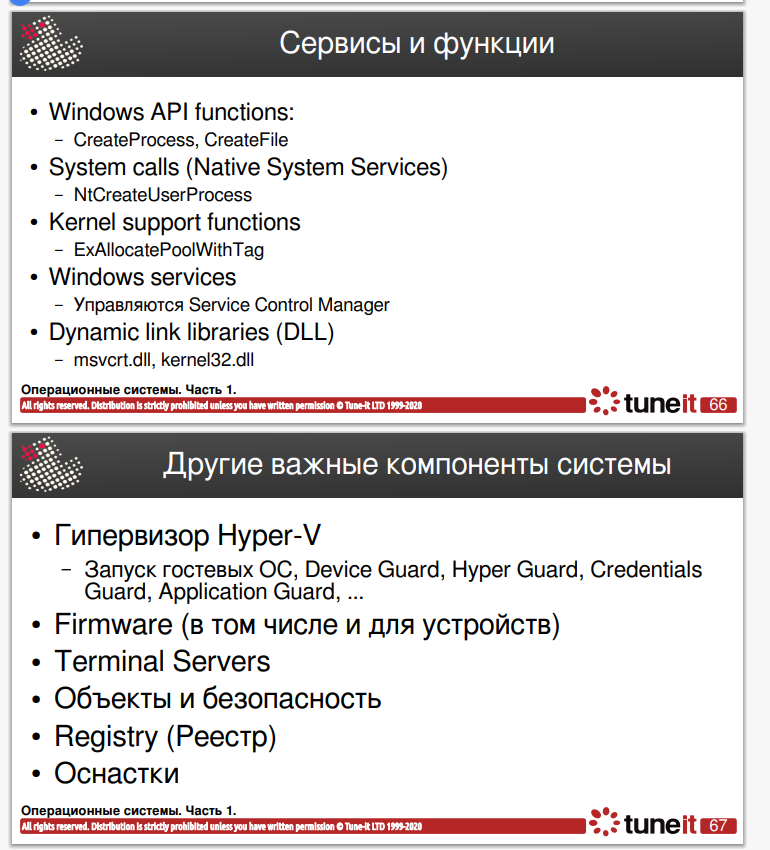 Сервисы и функции
• Windows API functions:
– CreateProcess, CreateFile
• System calls (Native System Services)
– NtCreateUserProcess
• Kernel support functions
– ExAllocatePoolWithTag
• Windows services
– Управляются Service Control Manager
• Dynamic link libraries (DLL)
– msvcrt.dll, kernel32.dll
Операционные системы. Часть 1.
All rights reserved. Distribution is strictly prohibited unless you have written permission © Tune-it LTD 1999-2020
tuneit 66
Другие важные компоненты системы
• Гипервизор Hyper-V
– Запуск гостевых ОС, Device Guard, Hyper Guard, Credentials
Guard, Application Guard, ...
• Firmware (в том числе и для устройств)
• Terminal Servers
• Объекты и безопасность
• Registry (Реестр)
• Оснастки
Операционные системы. Часть 1.
All rights reserved. Distribution is strictly prohibited unless you have written permission © Tune-it LTD 1999-2020
tuneit 67